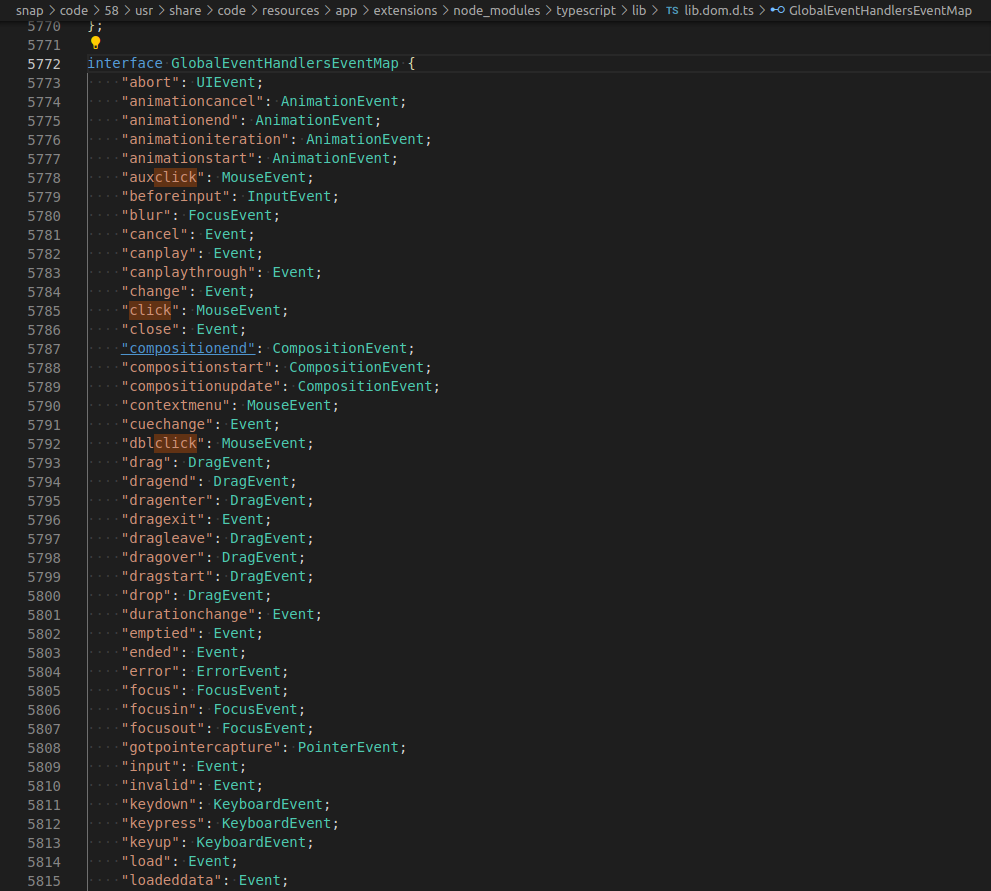 snap > code > 58 > usr > share > code > resources > app > extensions > node_modules > typescript > lib > TS lib.dom.d.ts > GlobalEventHandlersEventMap
5770 };
5771
5772 interface GlobalEventHandlersEventMap {
5773 "abort": UIEvent;
5774 "animationcancel": AnimationEvent;
5775 "animationend": AnimationEvent;
5776 "animationiteration": AnimationEvent;
5777 "animationstart": AnimationEvent;
5778 "auxclick": MouseEvent;
5779 "beforeinput": InputEvent;
5780 "blur": FocusEvent;
5781 "cancel": Event;
5782 "canplay": Event;
5783 "canplaythrough": Event;
5784 "change": Event;
5785 "click": MouseEvent;
5786 "close": Event;
5787 "compositionend": CompositionEvent;
5788 "compositionstart": CompositionEvent;
5789 "compositionupdate": CompositionEvent;
5790 "contextmenu": MouseEvent;
5791 "cuechange": Event;
5792 "dblclick": MouseEvent;
5793 "drag": DragEvent;
5794 "dragend": DragEvent;
5795 "dragenter": DragEvent;
5796 "dragexit": Event;
5797 "dragleave": DragEvent;
5798 "dragover": DragEvent;
5799 "dragstart": DragEvent;
5800 "drop": DragEvent;
5801 "durationchange": Event;
5802 "emptied": Event;
5803 "ended": Event;
5804 "error": ErrorEvent;
5805 "focus": FocusEvent;
5806 "focusin": FocusEvent;
5807 "focusout": FocusEvent;
5808 "gotpointercapture": PointerEvent;
5809 "input": Event;
5810 "invalid": Event;
5811 "keydown": KeyboardEvent;
5812 "keypress": KeyboardEvent;
5813 "keyup": KeyboardEvent;
5814 "load": Event;
5815 "loadeddata": Event;